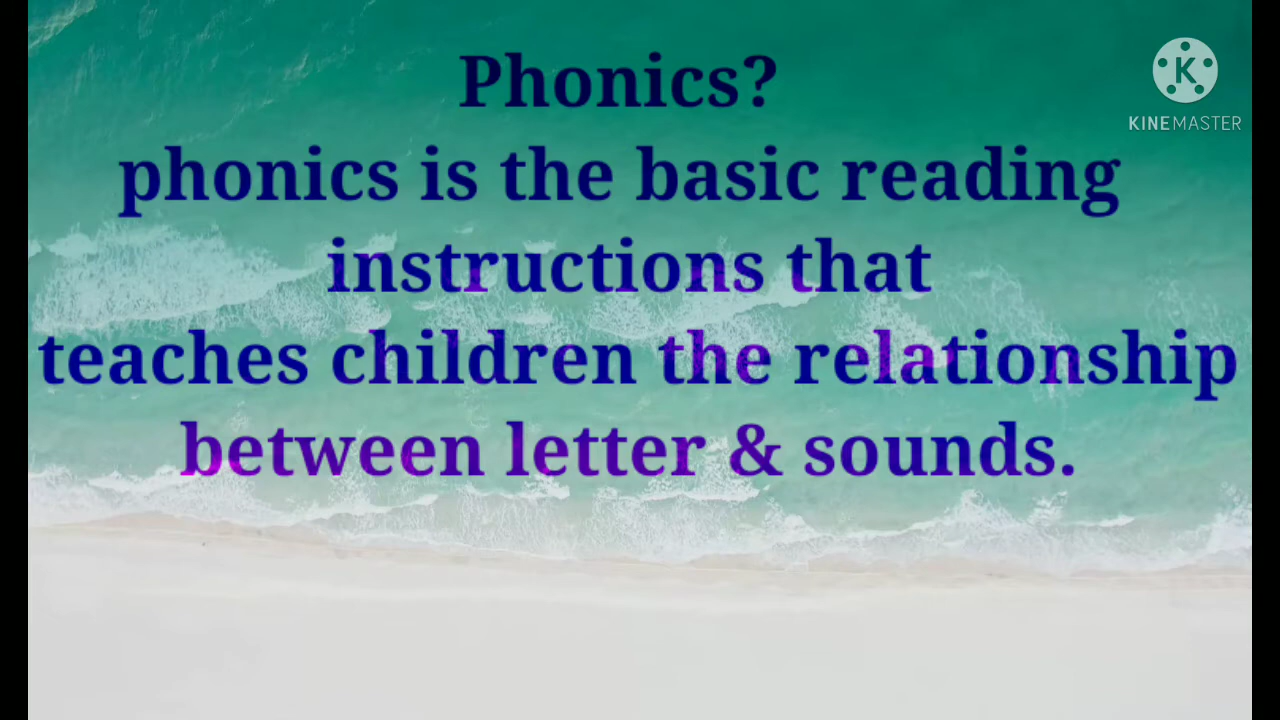 Phonics?
KINEMASTER
phonics is the basic reading
instructions that
teaches children the relationship
between letter & sounds.